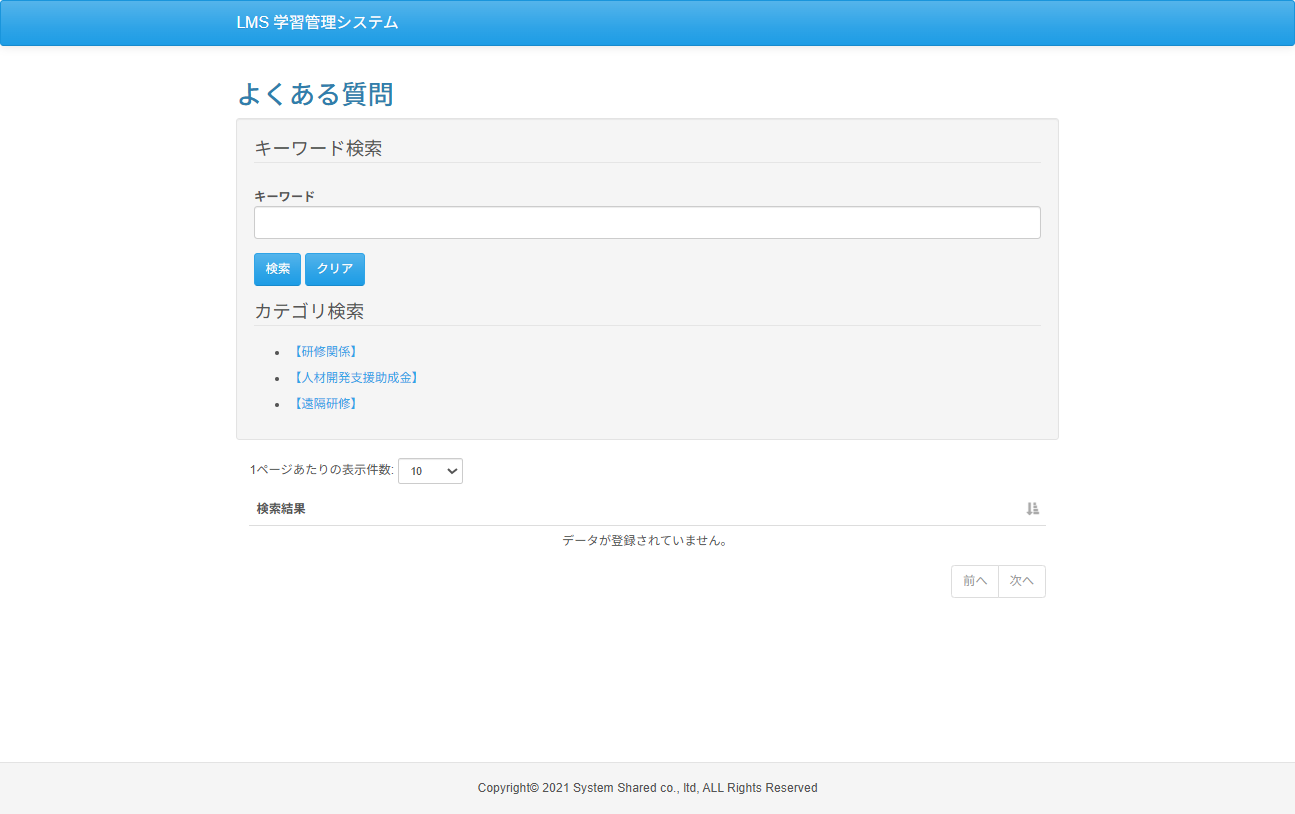 LMS 学習管理システム
よくある質問
キーワード検索
キーワード
検索 クリア
カテゴリ検索
【研修関係】
【人材開発支援助成金】
【遠隔研修】
1ページあたりの表示件数: 10
検索結果
データが登録されていません。
前へ 次へ
Copyright© 2021 System Shared co., ltd, ALL Rights Reserved